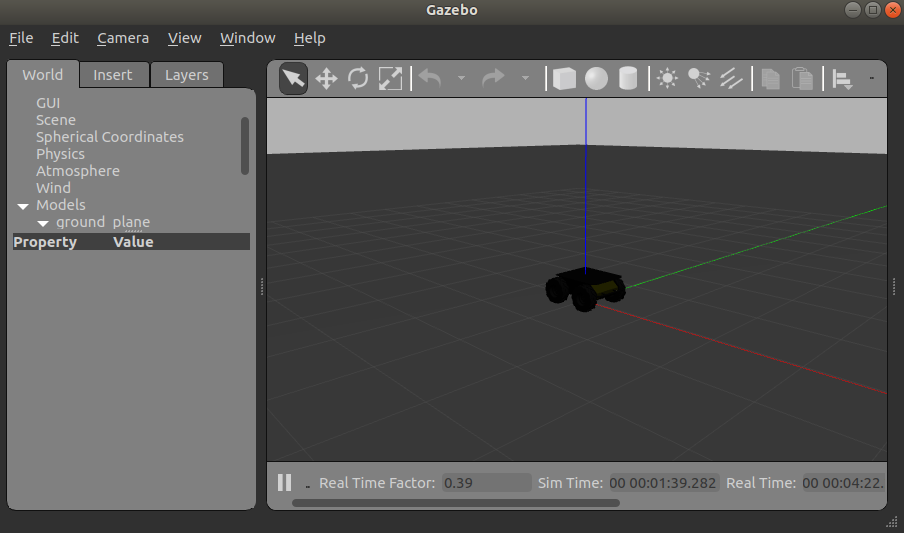 Gazebo
File Edit Camera View Window Help
World Insert Layers
GUI
Scene
Spherical Coordinates
Physics
Atmosphere
Wind
Models
ground_plane
Property Value
Real Time Factor: 0.39 Sim Time: 00 00:01:39.282 Real Time: 00 00:04:22.